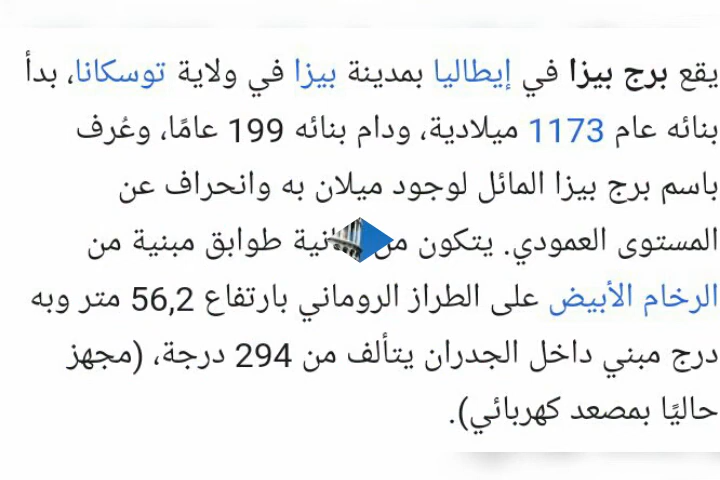 يقع برج بيزا في إيطاليا بمدينة بيزا في ولاية توسكانا، بدأ
بنائه عام 1173 ميلادية، ودام بنائه 199 عامًا، وعُرف
باسم برج بيزا المائل لوجود ميلان به وانحراف عن
المستوى العمودي. يتكون من طوابق مبنية من
الرخام الأبيض على الطراز الروماني بارتفاع 56,2 متر وبه
درج مبني داخل الجدران يتألف من 294 درجة، (مجهز
حاليًا بمصعد كهربائي).